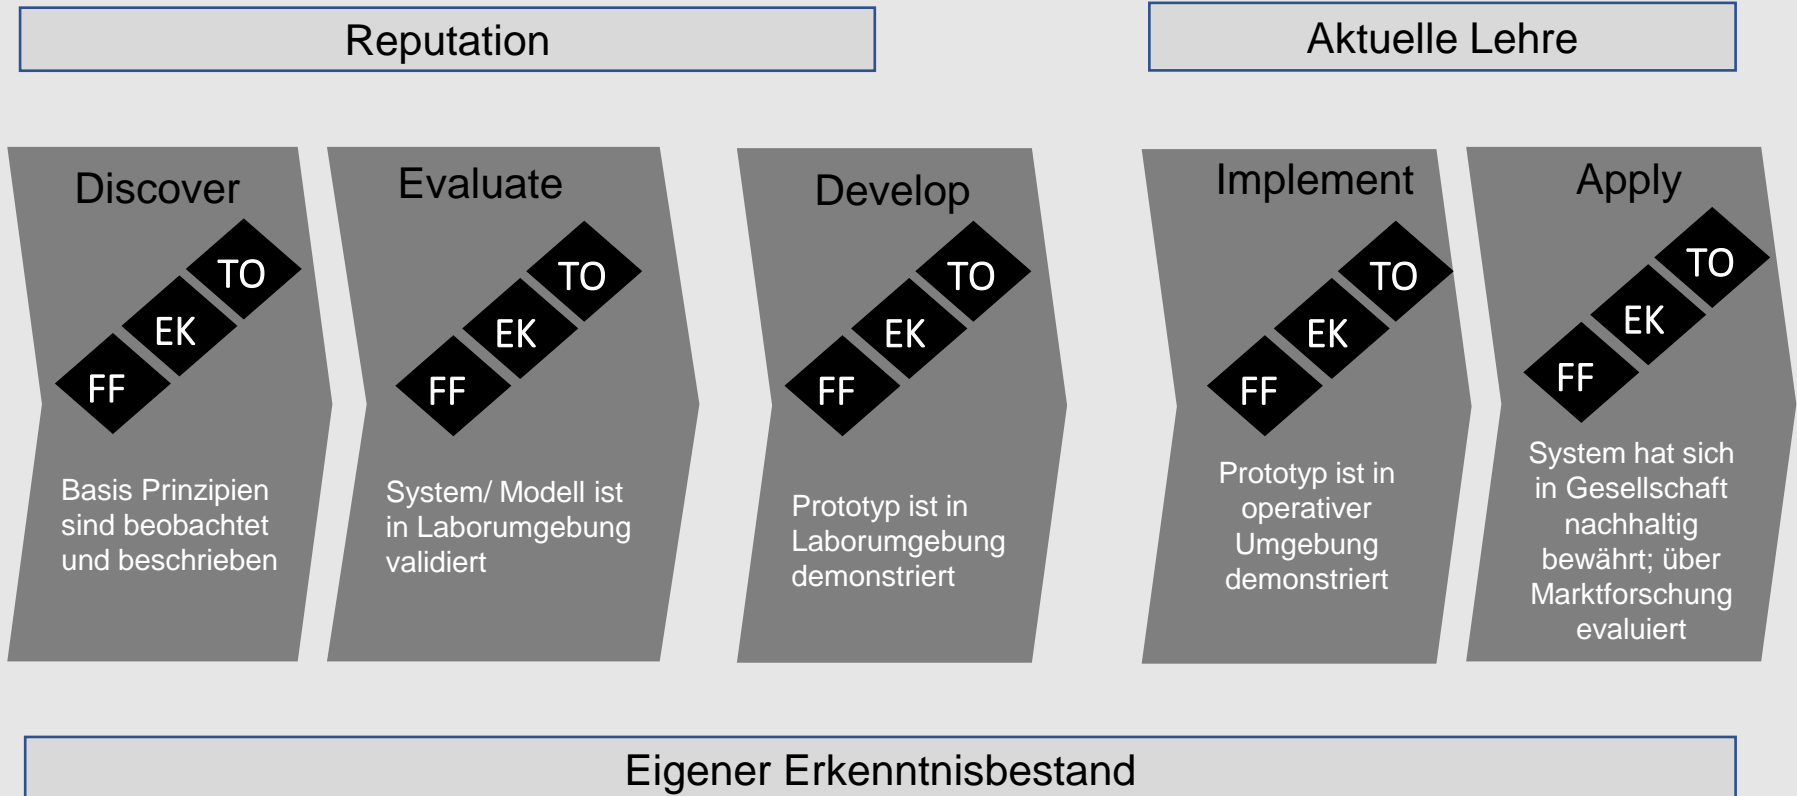 Reputation
Aktuelle Lehre
Discover
TO
EK
FF
Basis Prinzipien
sind beobachtet
und beschrieben
Evaluate
TO
EK
FF
System/ Modell ist
in Laborumgebung
validiert
Develop
TO
EK
FF
Prototyp ist in
Laborumgebung
demonstriert
Implement
TO
EK
FF
Prototyp ist in
operativer
Umgebung
demonstriert
Apply
TO
EK
FF
System hat sich
in Gesellschaft
nachhaltig
bewährt; über
Marktforschung
evaluiert
Eigener Erkenntnisbestand